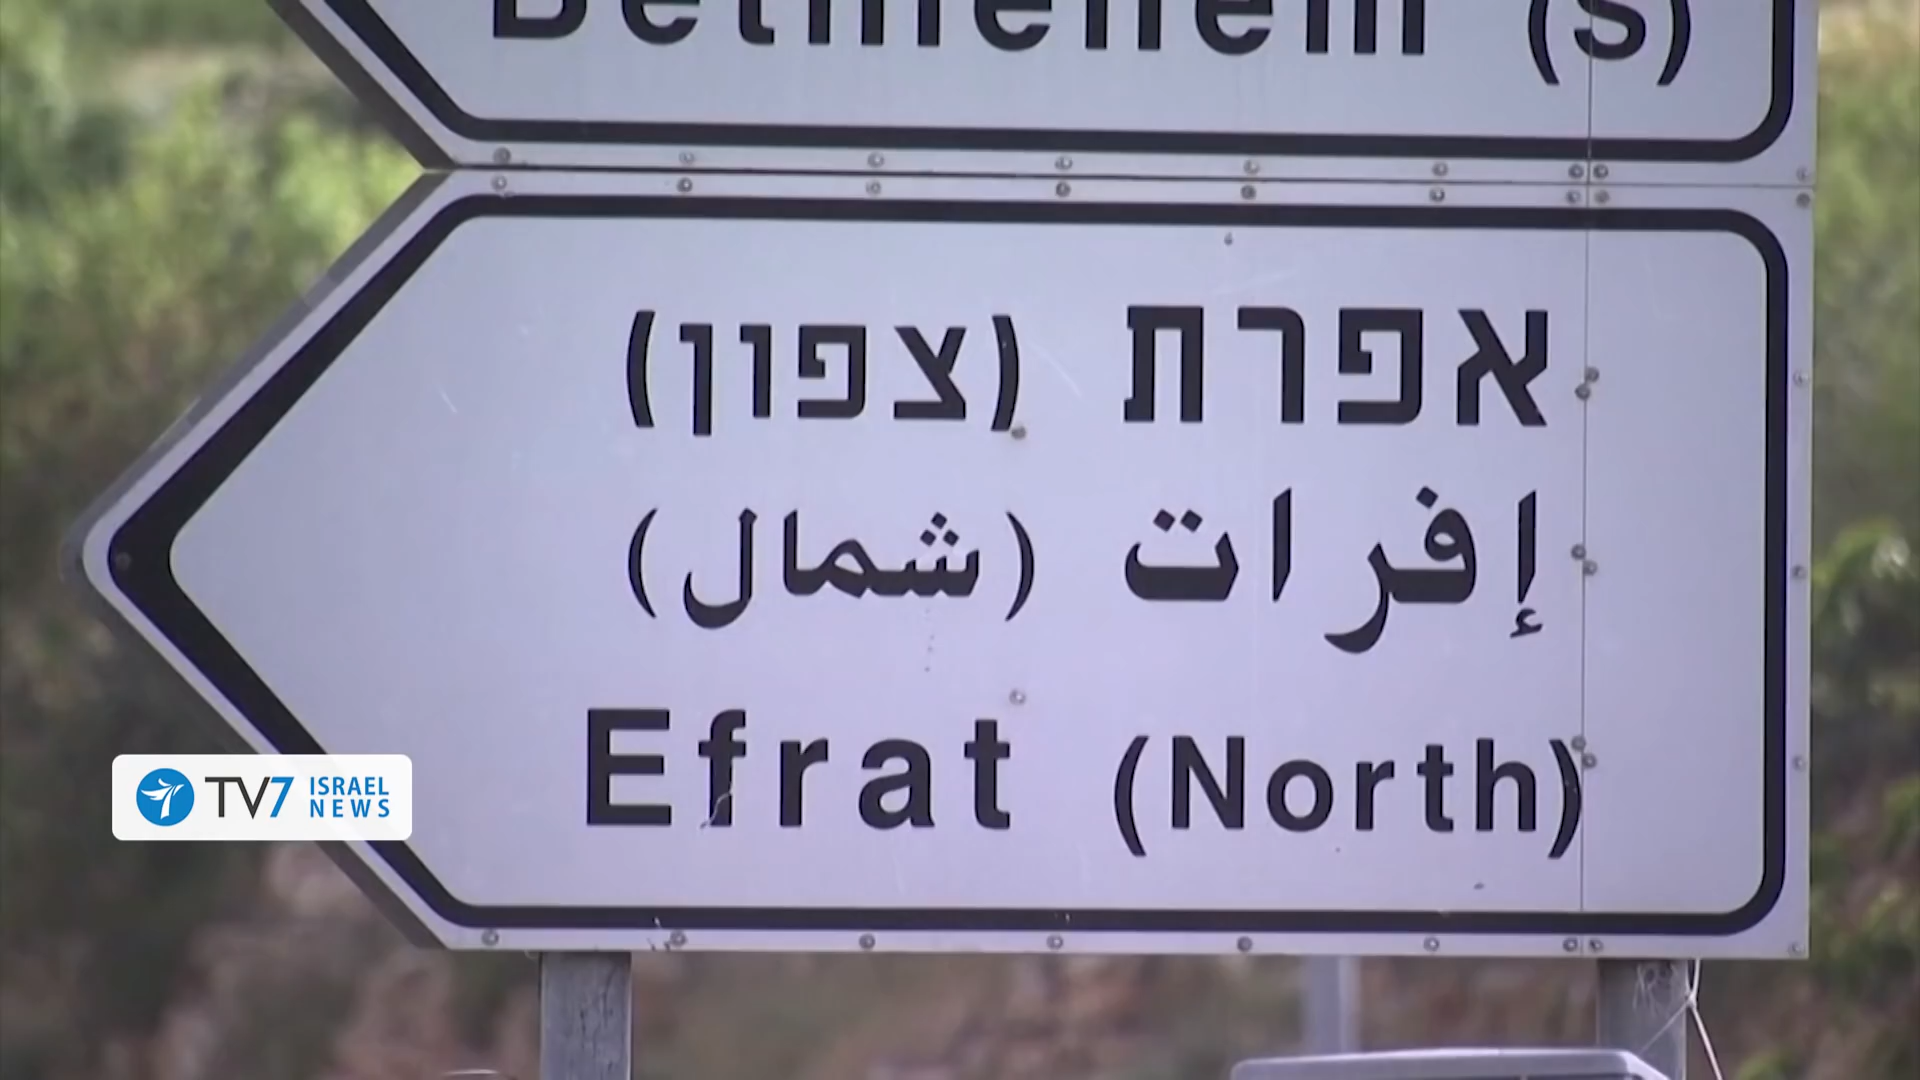 Bethlehem (S)
אפרת (צפון)
إفرات (شمال)
Efrat (North)
TV7 ISRAEL
NEWS